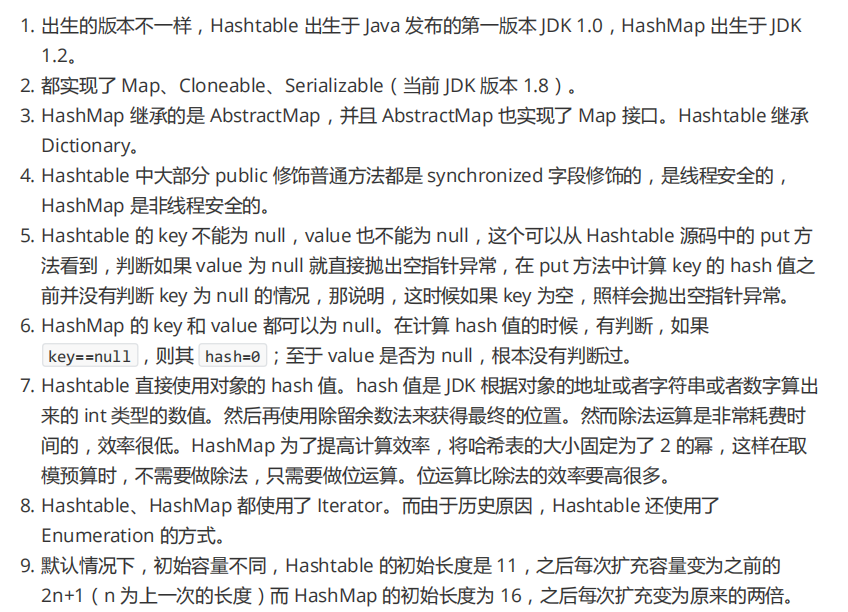 1. 出生的版本不一样，Hashtable 出生于 Java 发布的第一版本 JDK 1.0，HashMap 出生于 JDK
1.2。
2. 都实现了 Map、Cloneable、Serializable（当前 JDK 版本 1.8）。
3. HashMap 继承的是 AbstractMap，并且 AbstractMap 也实现了 Map 接口。Hashtable 继承
Dictionary。
4. Hashtable 中大部分 public 修饰普通方法都是 synchronized 字段修饰的，是线程安全的，
HashMap 是非线程安全的。
5. Hashtable 的 key 不能为 null，value 也不能为 null，这个可以从 Hashtable 源码中的 put 方
法看到，判断如果 value 为 null 就直接抛出空指针异常，在 put 方法中计算 key 的 hash 值之
前并没有判断 key 为 null 的情况，那说明，这时候如果 key 为空，照样会抛出空指针异常。
6. HashMap 的 key 和 value 都可以为 null。在计算 hash 值的时候，有判断，如果
key==null ，则其 hash=0 ；至于 value 是否为 null，根本没有判断过。
7. Hashtable 直接使用对象的 hash 值。hash 值是 JDK 根据对象的地址或者字符串或者数字算出
来的 int 类型的数值。然后再使用除留余数法来获得最终的位置。然而除法运算是非常耗费时
间的，效率很低。HashMap 为了提高计算效率，将哈希表的大小固定为了 2 的幂，这样在取
模预算时，不需要做除法，只需要做位运算。位运算比除法的效率要高很多。
8. Hashtable、HashMap 都使用了 Iterator。而由于历史原因，Hashtable 还使用了
Enumeration 的方式。
9. 默认情况下，初始容量不同，Hashtable 的初始长度是 11，之后每次扩充容量变为之前的
2n+1（n 为上一次的长度）而 HashMap 的初始长度为 16，之后每次扩充变为原来的两倍。